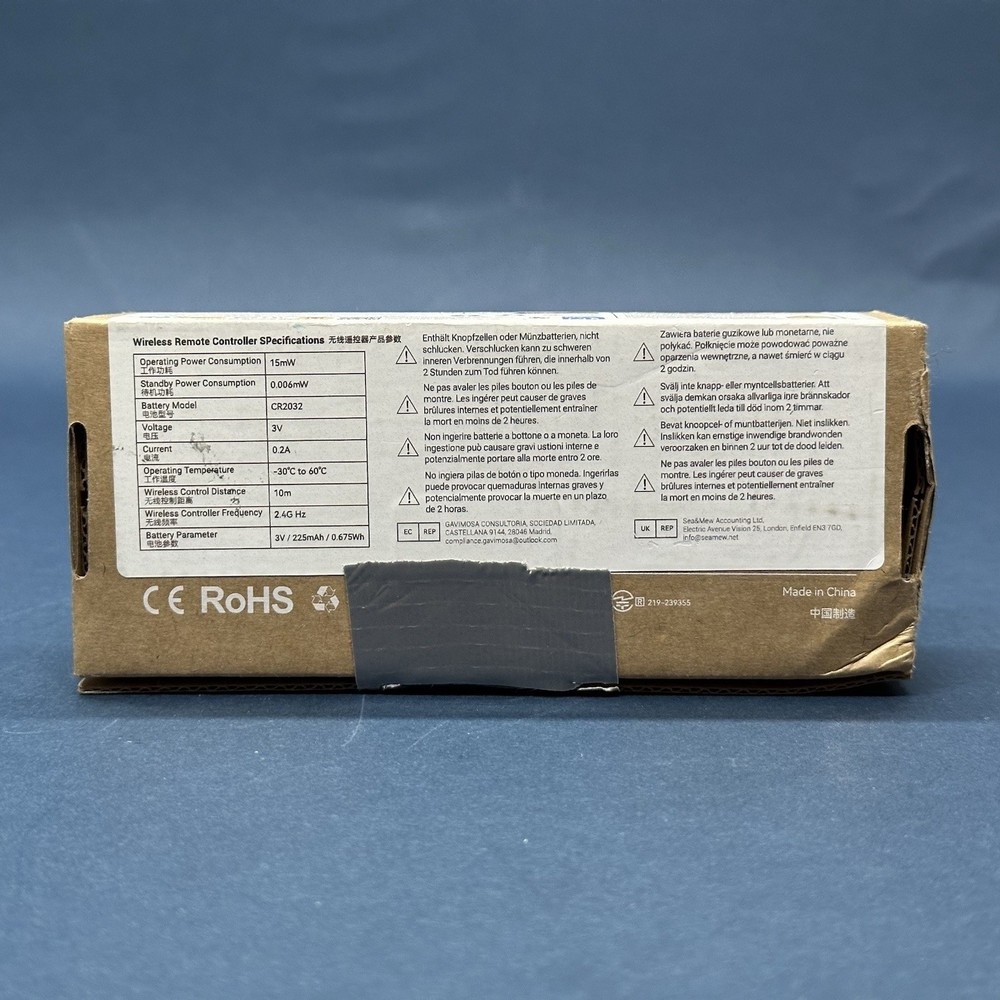 Wireless Remote Controller SPecifications 无线遥控器产品参数
Operating Power Consumption 15mW
工作功耗
Standby Power Consumption 0.006mW
待机功耗
Battery Model CR2032
电池型号
Voltage 3V
电压
Current 0.2A
电流
Operating Temperature -30℃ to 60℃
工作温度
Wireless Control Distance 10m
无线控制距离
Wireless Controller Frequency 2.4G Hz
无线频率
Battery Parameter 3V / 225mAh / 0.675Wh
电池参数
Enthält Knopfzellen oder Münzbatterien, nicht
schlucken. Verschlucken kann zu schweren
inneren Verbrennungen führen, die innerhalb von
2 Stunden zum Tod führen können.
Ne pas avaler les piles bouton ou les piles de
montre. Les ingérer peut causer de graves
brûlures internes et potentiellement entraîner
la mort en moins de 2 heures.
Non ingerire batterie a bottone o a moneta. La loro
ingestione può causare gravi ustioni interne e
potenzialmente portare alla morte entro 2 ore.
No ingiera pilas de botón o tipo moneda. Ingerirlas
puede provocar quemaduras internas graves y
potencialmente provocar la muerte en un plazo
de 2 horas.
EC REP
GAVIMOSA CONSULTORIA, SOCIEDAD LIMITADA,
CASTELLANA 9144, 28046 Madrid,
compliance.gavimosa@outlook.com
Zawiera baterie guzikowe lub monetarne, nie
połykać. Połknięcie może powodować poważne
oparzenia wewnętrzne, a nawet śmierć w ciągu
2 godzin.
Svälj inte knapp- eller myntcellsbatterier. Att
svälja demkan orsaka allvarliga inre brännskador
och potentiellt leda till död inom 2 timmar.
Bevat knoopcel- of muntbatterijen. Niet inslikken.
Inslikken kan ernstige inwendige brandwonden
veroorzaken en binnen 2 uur tot de dood leiden.
Ne pas avaler les piles bouton ou les piles de
montre. Les ingérer peut causer de graves
brûlures internes et potentiellement entraîner
la mort en moins de 2 heures.
UK REP
Sea&Mew Accounting Ltd.
Electric Avenue Vision 25, London, Enfield EN3 7GD,
info@seamew.net
CE RoHS
R 219-239355
Made in China
中国制造